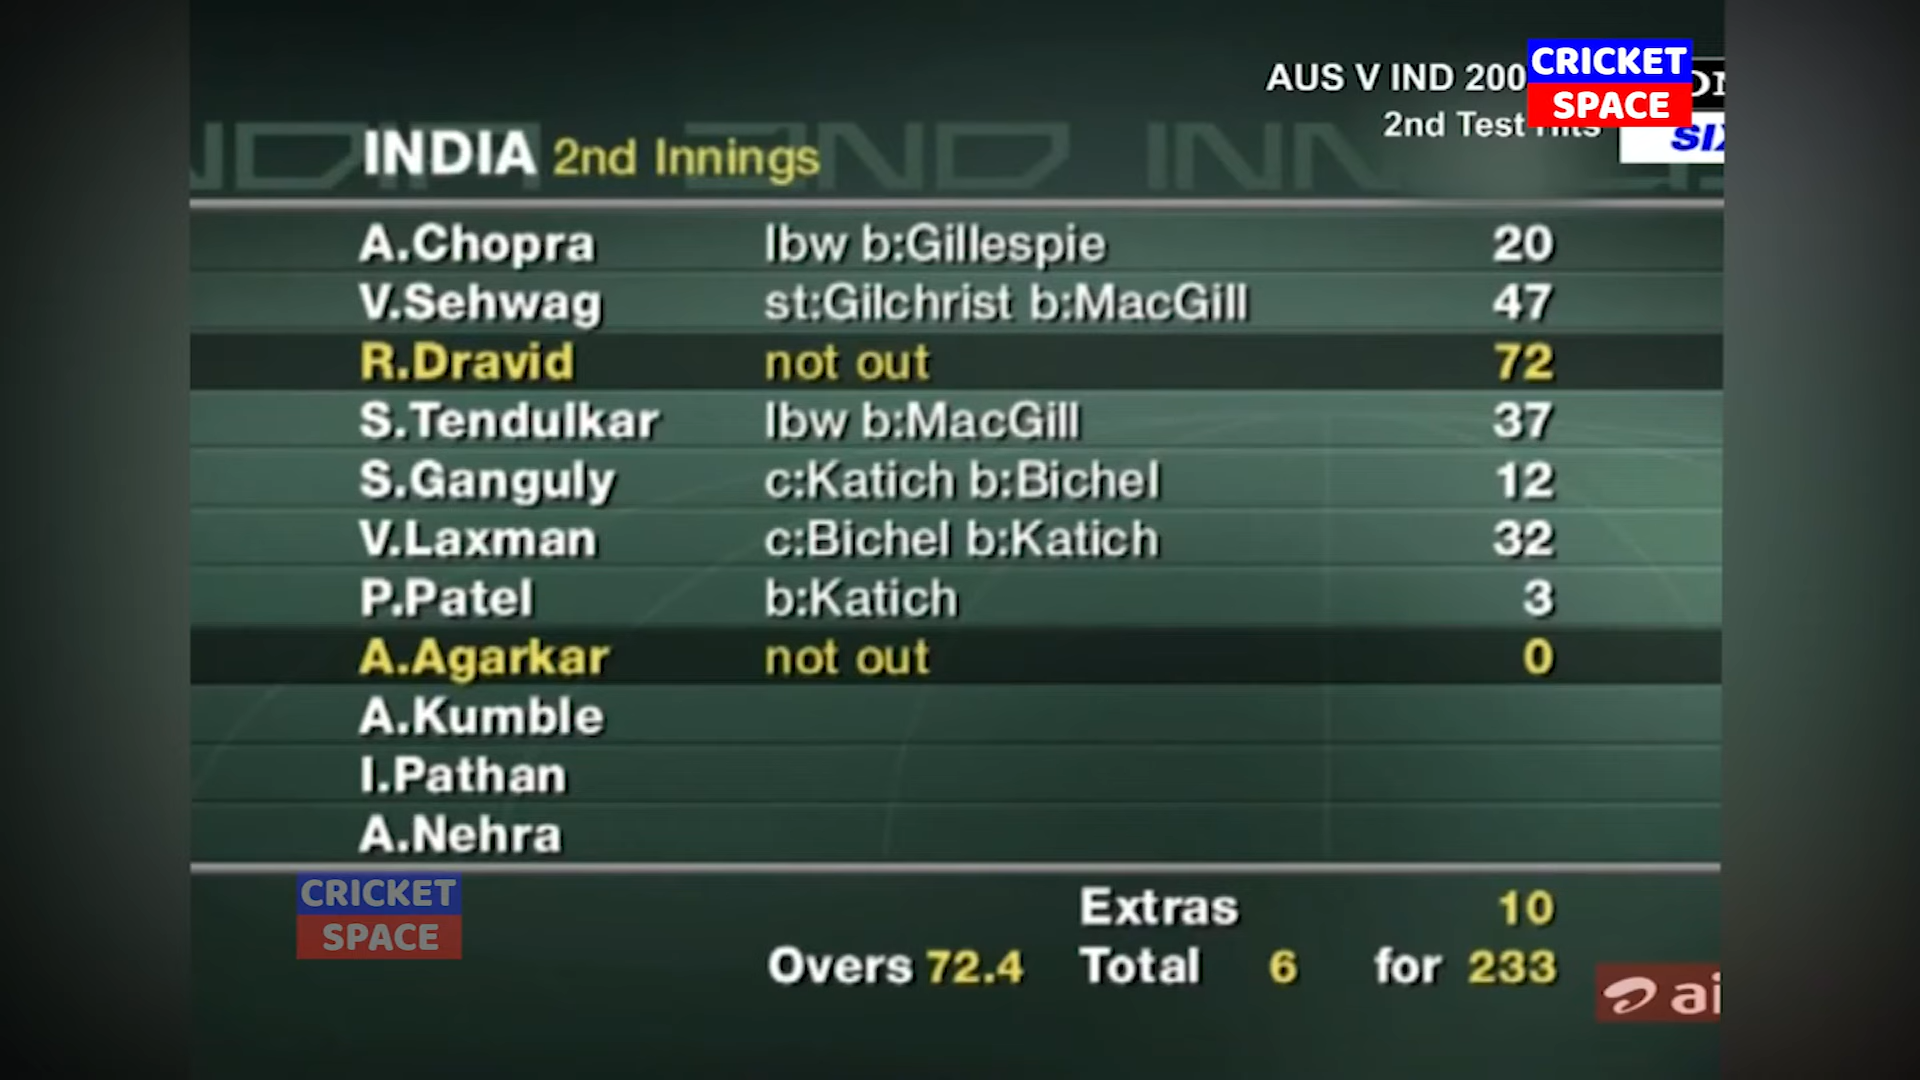 AUS V IND 200
2nd Test Hits
CRICKET
SPACE
INDIA 2nd Innings
A.Chopra lbw b:Gillespie 20
V.Sehwag st:Gilchrist b:MacGill 47
R.Dravid not out 72
S.Tendulkar lbw b:MacGill 37
S.Ganguly c:Katich b:Bichel 12
V.Laxman c:Bichel b:Katich 32
P.Patel b:Katich 3
A.Agarkar not out 0
A.Kumble
I.Pathan
A.Nehra
CRICKET
SPACE
Extras 10
Overs 72.4 Total 6 for 233